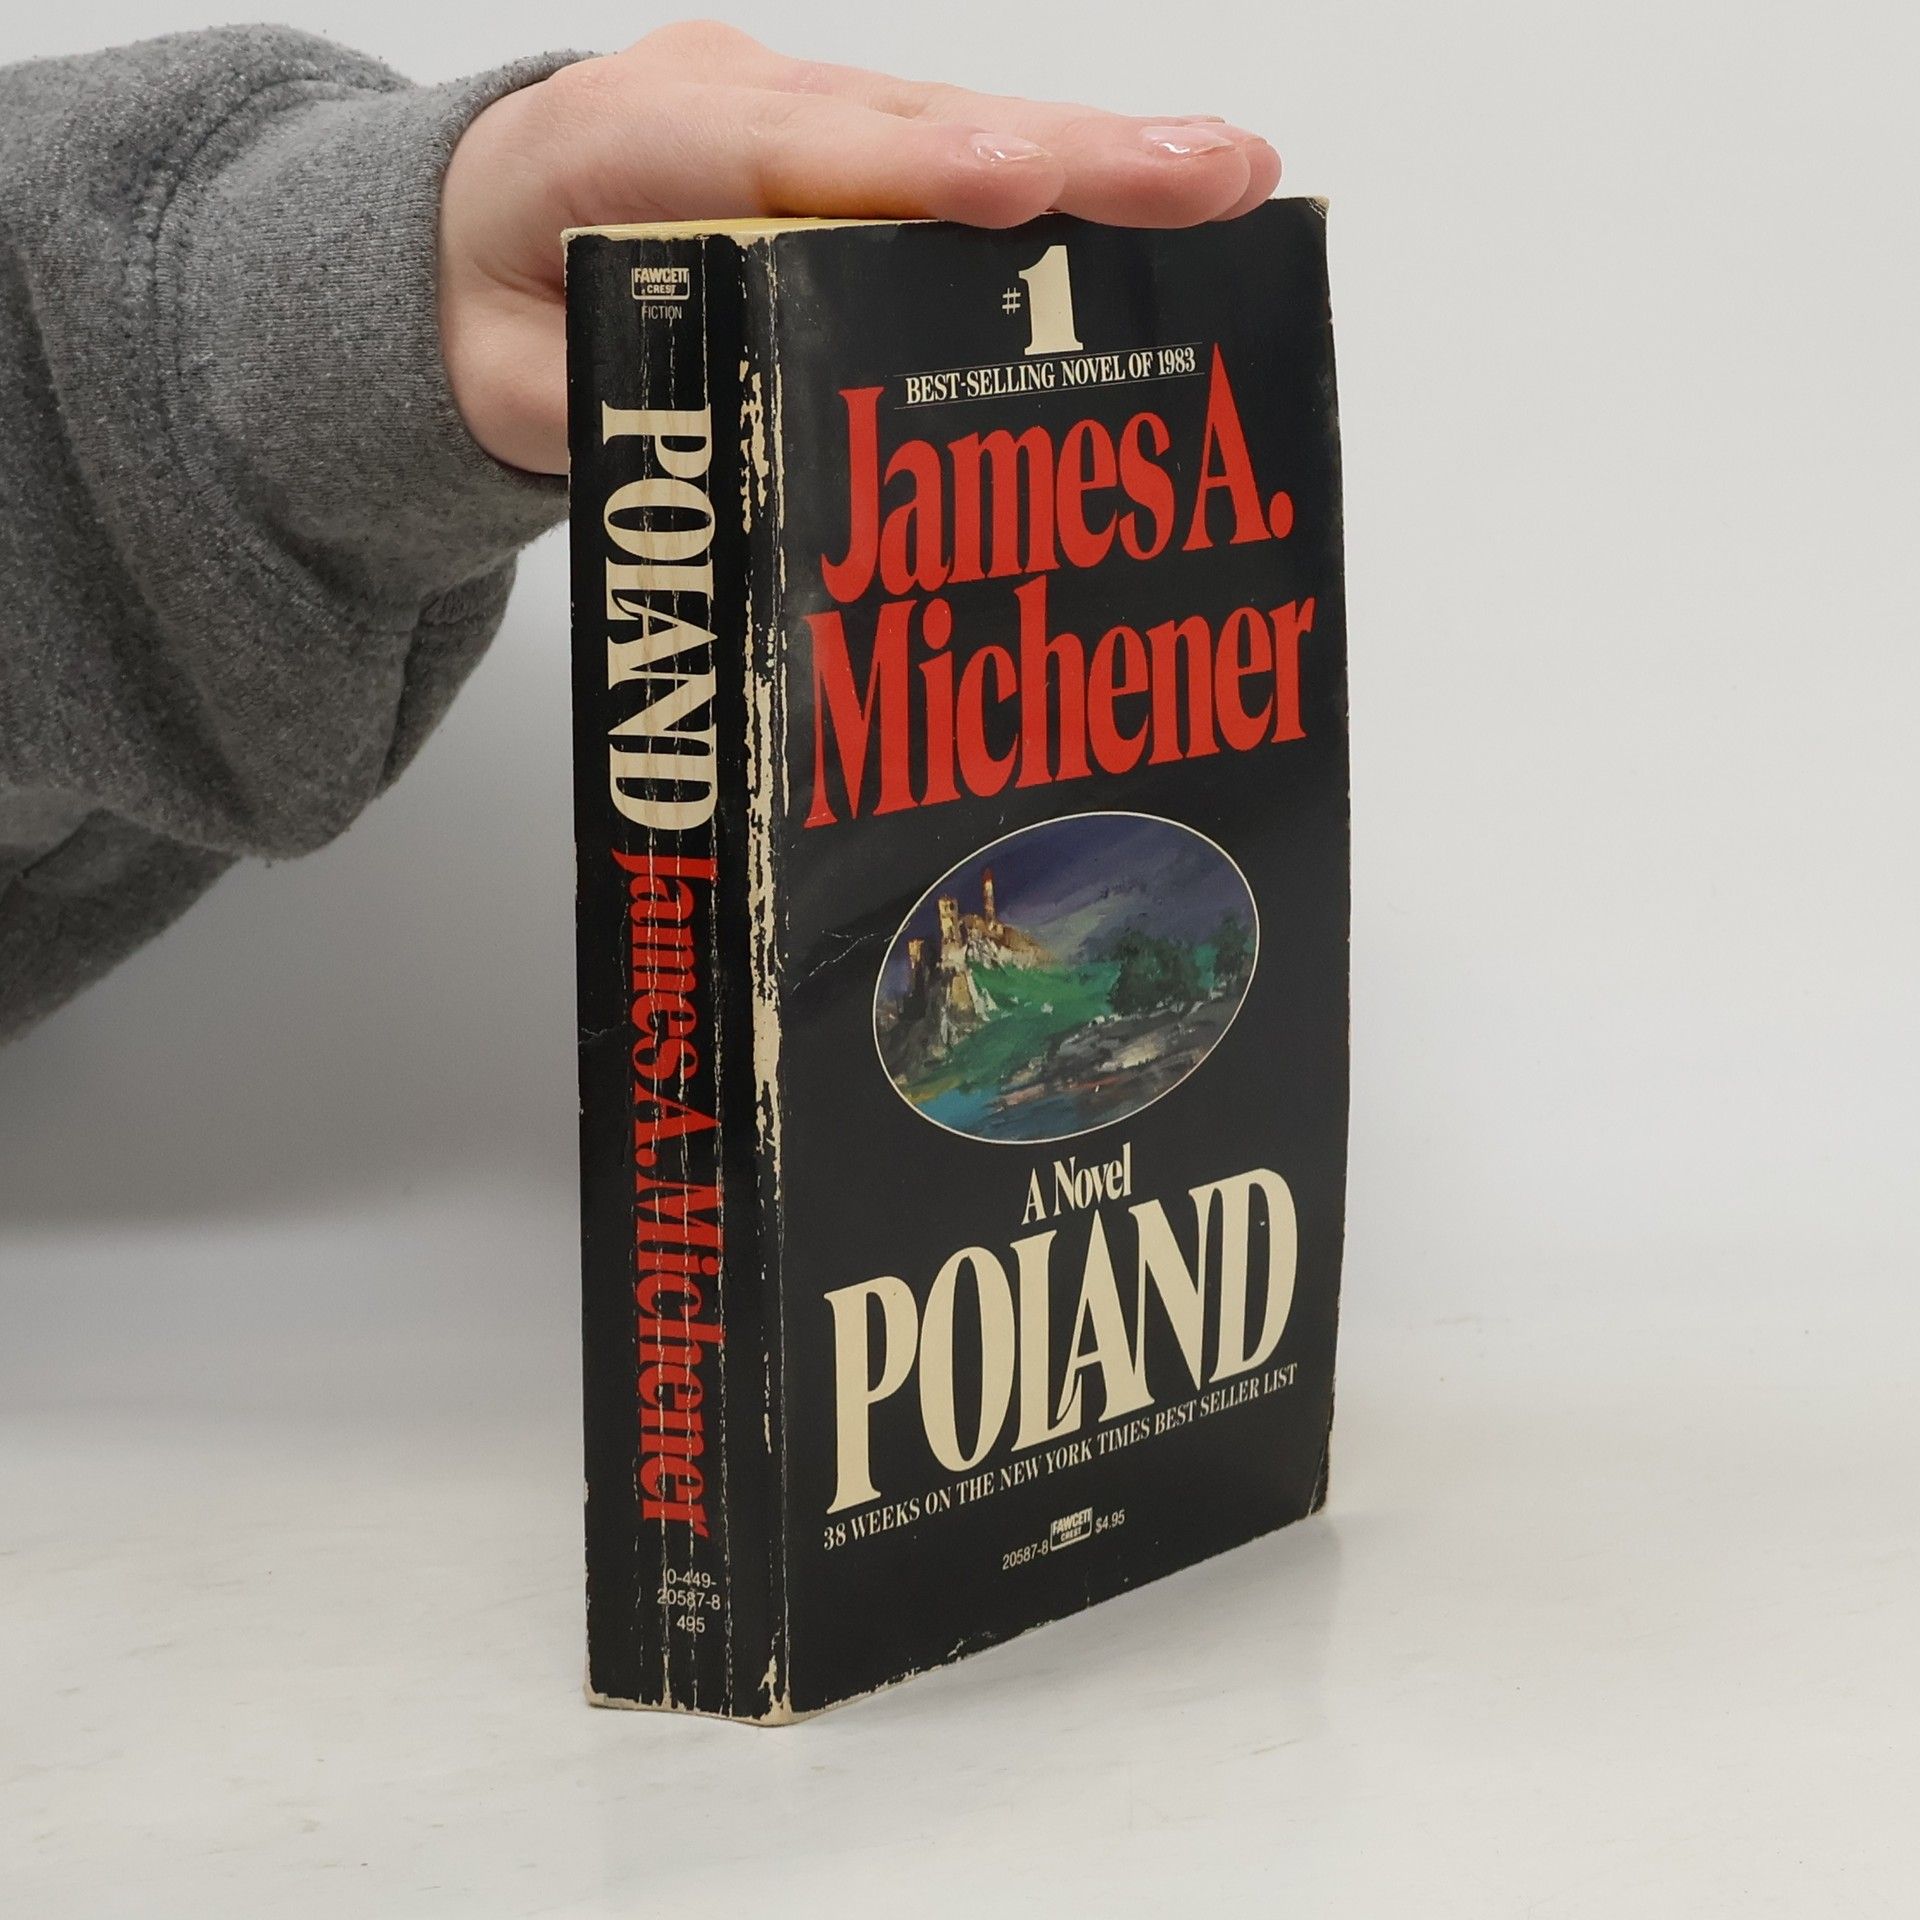 FAWCETT
CREST
FICTION
POLAND
James A. Michener
0-449-
20587-8
495
#1
BEST-SELLING NOVEL OF 1983
James A.
Michener
A Novel
POLAND
38 WEEKS ON THE NEW YORK TIMES BEST SELLER LIST
20587-8 FAWCETT CREST $4.95